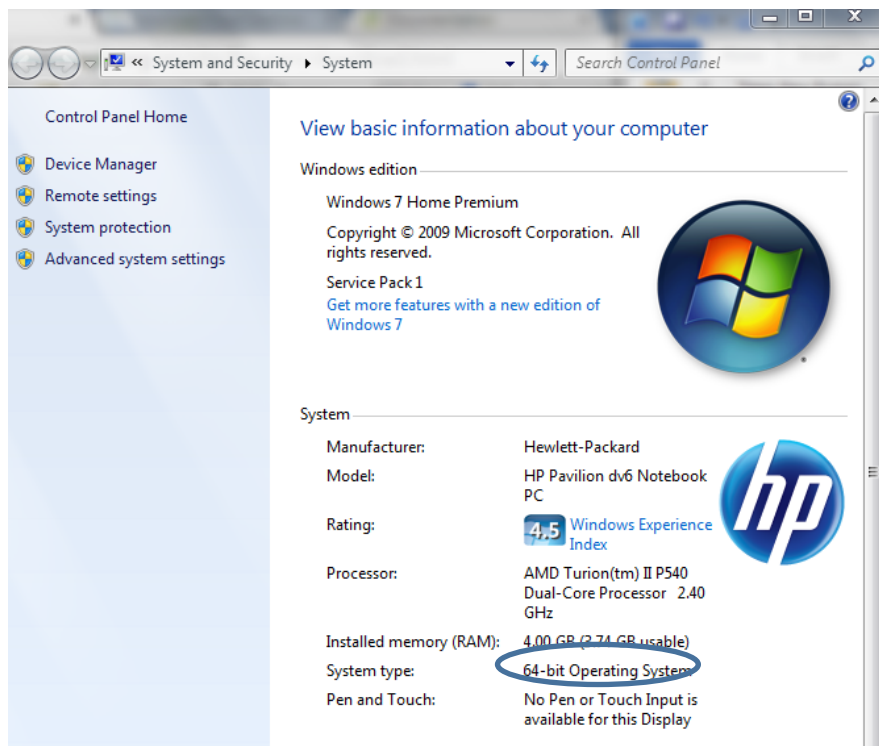 « System and Security ▸ System
Search Control Panel
Control Panel Home
Device Manager
Remote settings
System protection
Advanced system settings
View basic information about your computer
Windows edition
Windows 7 Home Premium
Copyright © 2009 Microsoft Corporation. All
rights reserved.
Service Pack 1
Get more features with a new edition of
Windows 7
System
Manufacturer: Hewlett-Packard
Model: HP Pavilion dv6 Notebook
PC
hp
Rating: 4.5 Windows Experience
Index
Processor: AMD Turion(tm) II P540
Dual-Core Processor 2.40
GHz
Installed memory (RAM): 4.00 GB (3.74 GB usable)
System type: 64-bit Operating System
Pen and Touch: No Pen or Touch Input is
available for this Display